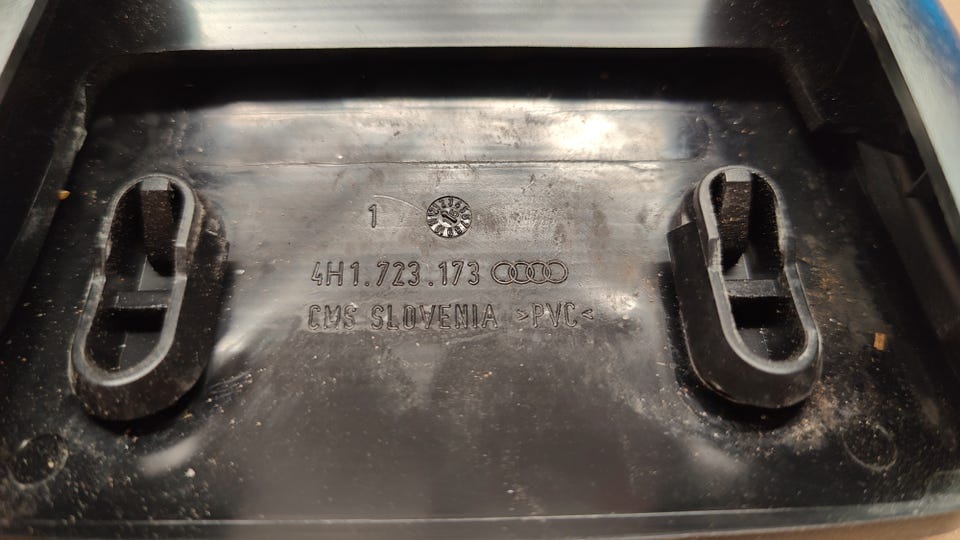 1
4H1.723.173
CMS SLOVENIA >PVC<